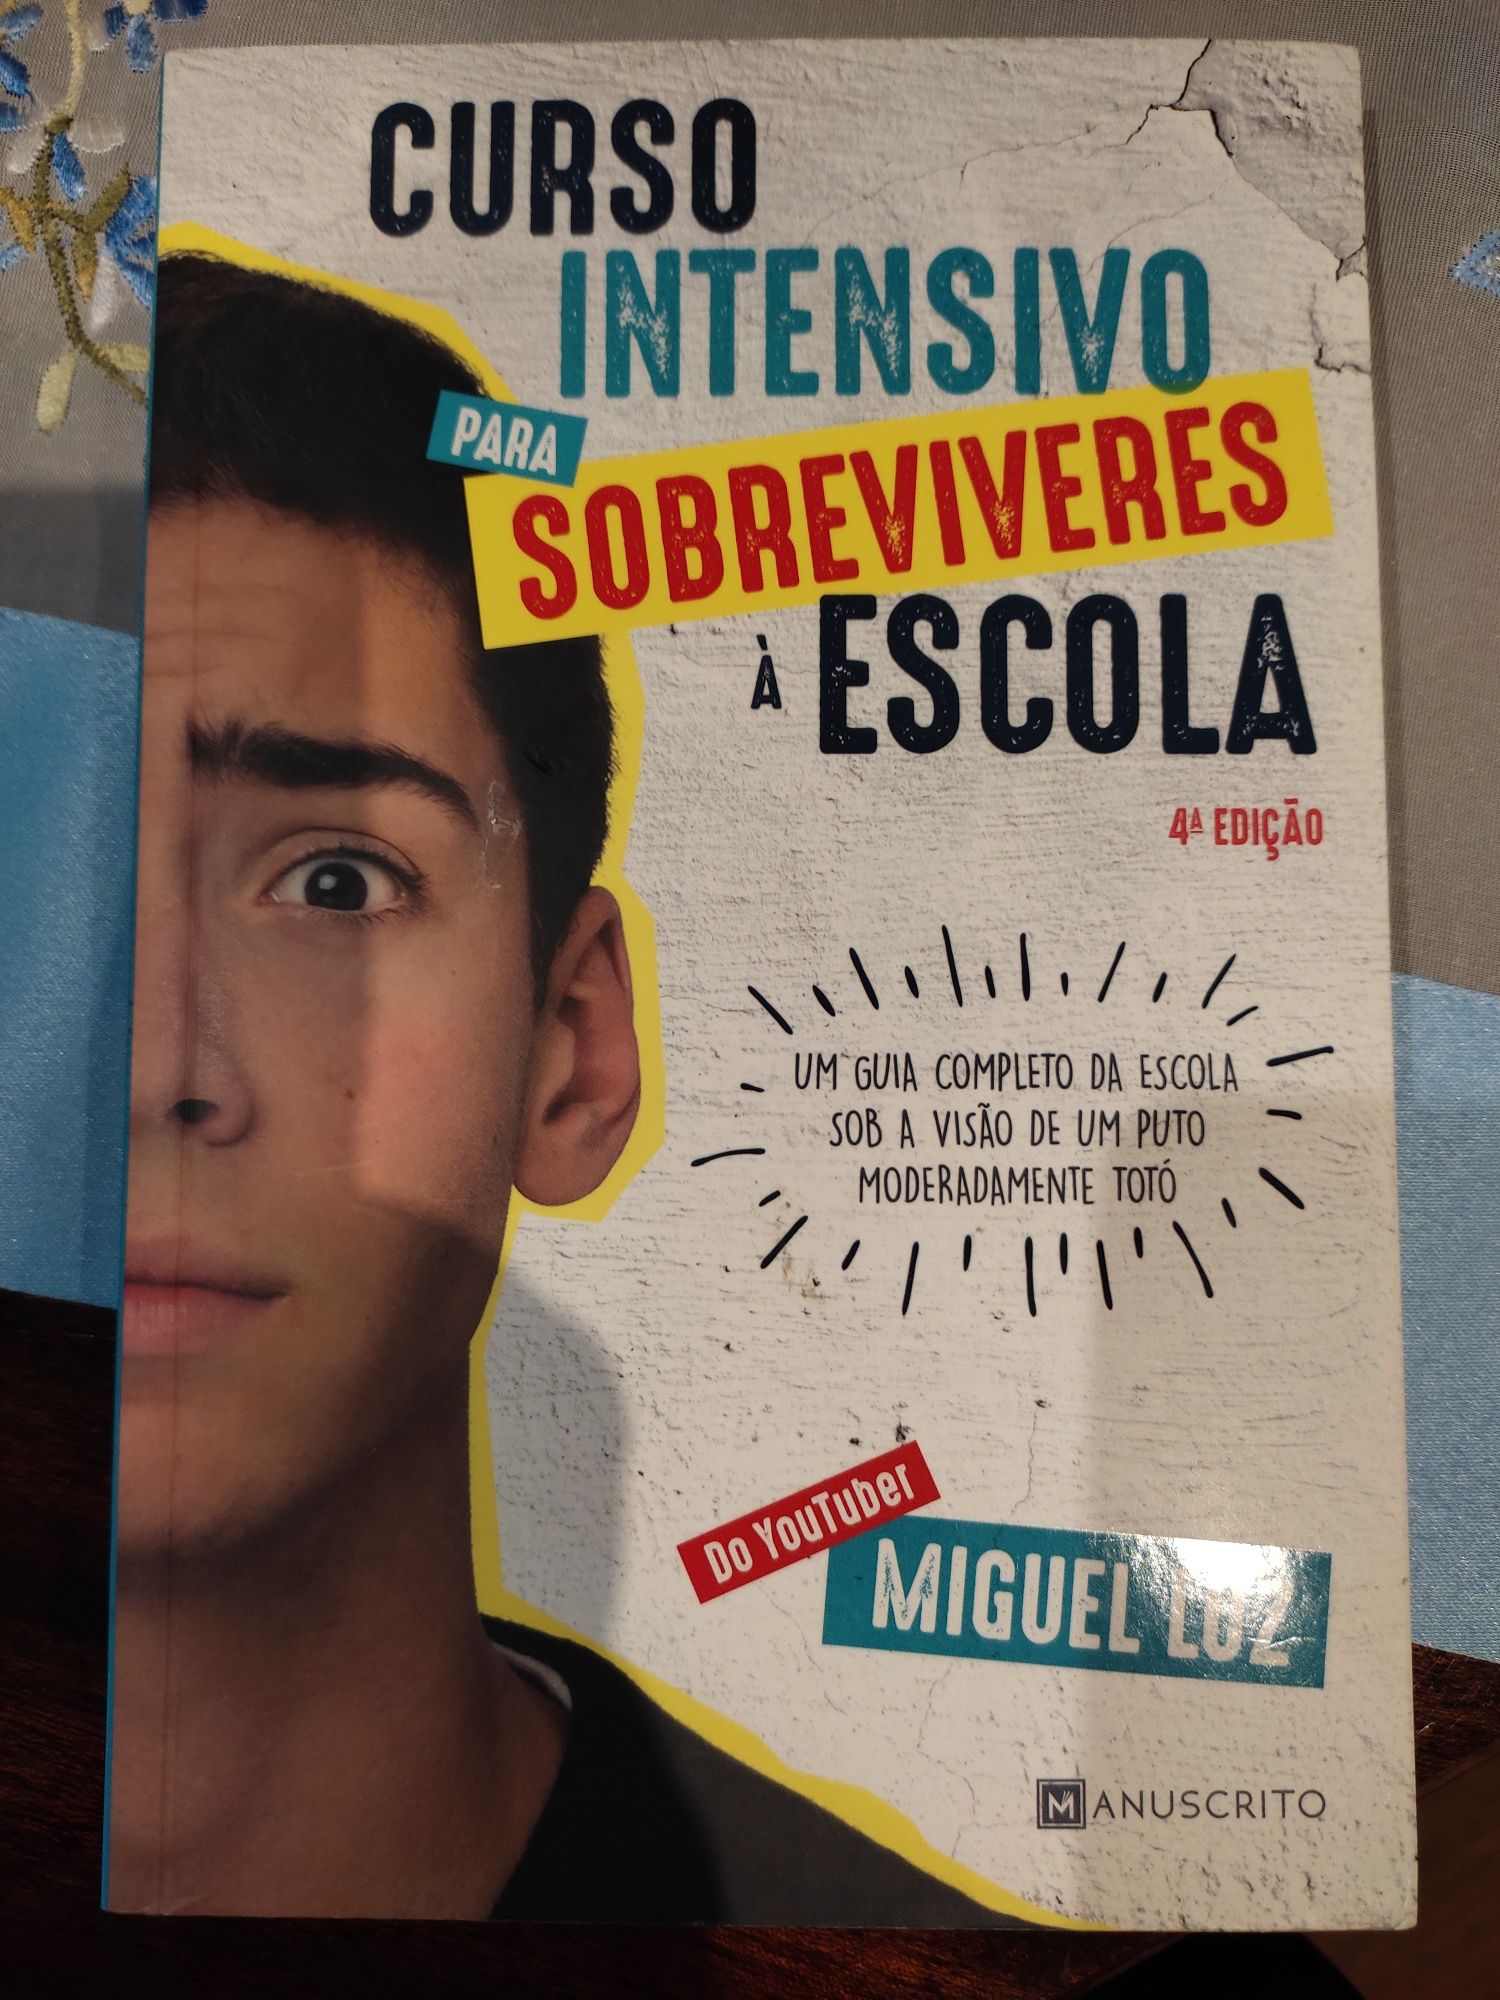 CURSO
INTENSIVO
PARA
SOBREVIVERES
À ESCOLA
4ª EDIÇÃO
UM GUIA COMPLETO DA ESCOLA
SOB A VISÃO DE UM PUTO
MODERADAMENTE TOTÓ
DO YouTuber
MIGUEL LUZ
MANUSCRITO